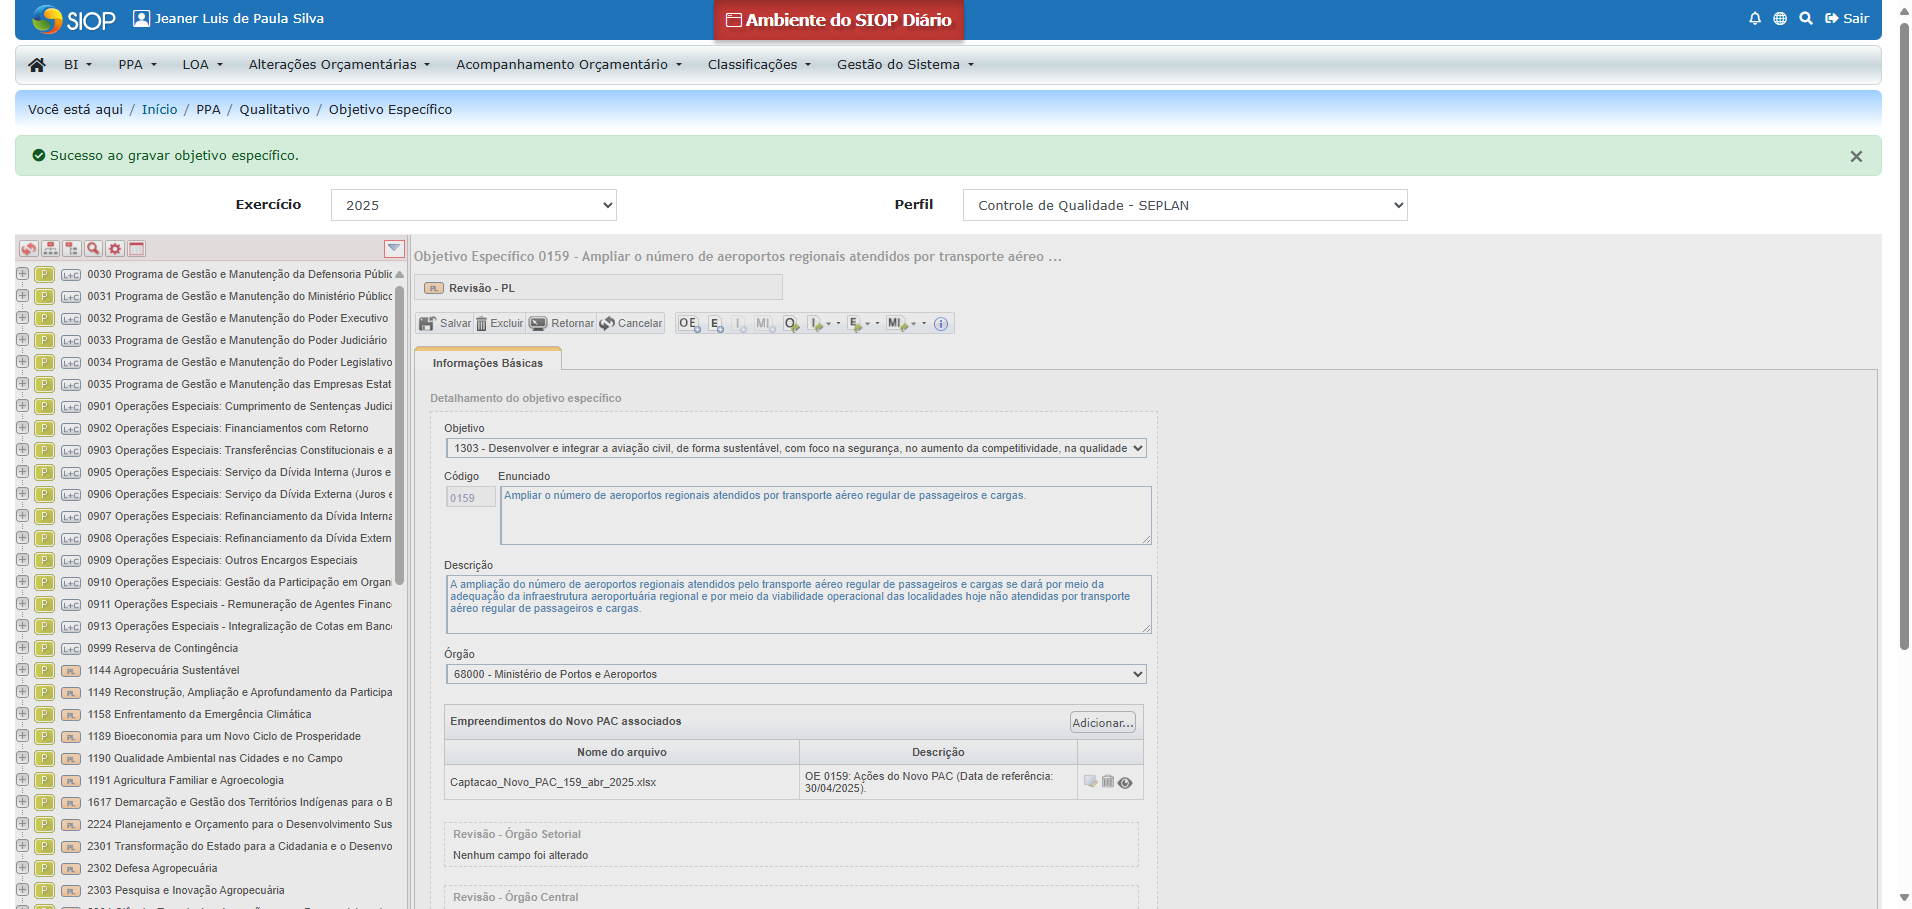 SIOP
Jeaner Luis de Paula Silva
Ambiente do SIOP Diário
Sair
BI
PPA
LOA
Alterações Orçamentárias
Acompanhamento Orçamentário
Classificações
Gestão do Sistema
Você está aqui / Início / PPA / Qualitativo / Objetivo Específico
Sucesso ao gravar objetivo específico.
Exercício
2025
Perfil
Controle de Qualidade - SEPLAN
P L+C 0030 Programa de Gestão e Manutenção da Defensoria Públic
P L+C 0031 Programa de Gestão e Manutenção do Ministério Público
P L+C 0032 Programa de Gestão e Manutenção do Poder Executivo
P L+C 0033 Programa de Gestão e Manutenção do Poder Judiciário
P L+C 0034 Programa de Gestão e Manutenção do Poder Legislativo
P L+C 0035 Programa de Gestão e Manutenção das Empresas Estat
P L+C 0901 Operações Especiais: Cumprimento de Sentenças Judici
P L+C 0902 Operações Especiais: Financiamentos com Retorno
P L+C 0903 Operações Especiais: Transferências Constitucionais e a
P L+C 0905 Operações Especiais: Serviço da Dívida Interna (Juros e
P L+C 0906 Operações Especiais: Serviço da Dívida Externa (Juros e
P L+C 0907 Operações Especiais: Refinanciamento da Dívida Interna
P L+C 0908 Operações Especiais: Refinanciamento da Dívida Extern
P L+C 0909 Operações Especiais: Outros Encargos Especiais
P L+C 0910 Operações Especiais: Gestão da Participação em Organi
P L+C 0911 Operações Especiais - Remuneração de Agentes Financ
P L+C 0913 Operações Especiais - Integralização de Cotas em Banc
P L+C 0999 Reserva de Contingência
P PL 1144 Agropecuária Sustentável
P PL 1149 Reconstrução, Ampliação e Aprofundamento da Participa
P PL 1158 Enfrentamento da Emergência Climática
P PL 1189 Bioeconomia para um Novo Ciclo de Prosperidade
P PL 1190 Qualidade Ambiental nas Cidades e no Campo
P PL 1191 Agricultura Familiar e Agroecologia
P PL 1617 Demarcação e Gestão dos Territórios Indígenas para o B
P PL 2224 Planejamento e Orçamento para o Desenvolvimento Sus
P PL 2301 Transformação do Estado para a Cidadania e o Desenvo
P PL 2302 Defesa Agropecuária
P PL 2303 Pesquisa e Inovação Agropecuária
Objetivo Específico 0159 - Ampliar o número de aeroportos regionais atendidos por transporte aéreo ...
PL Revisão - PL
Salvar Excluir Retornar Cancelar OE E I MI O I E MI
Informações Básicas
Detalhamento do objetivo específico
Objetivo
1303 - Desenvolver e integrar a aviação civil, de forma sustentável, com foco na segurança, no aumento da competitividade, na qualidade
Código Enunciado
0159
Ampliar o número de aeroportos regionais atendidos por transporte aéreo regular de passageiros e cargas.
Descrição
A ampliação do número de aeroportos regionais atendidos pelo transporte aéreo regular de passageiros e cargas se dará por meio da
adequação da infraestrutura aeroportuária regional e por meio da viabilidade operacional das localidades hoje não atendidas por transporte
aéreo regular de passageiros e cargas.
Órgão
68000 - Ministério de Portos e Aeroportos
Empreendimentos do Novo PAC associados
Adicionar...
Nome do arquivo Descrição
Captacao_Novo_PAC_159_abr_2025.xlsx
OE 0159: Ações do Novo PAC (Data de referência:
30/04/2025).
Revisão - Órgão Setorial
Nenhum campo foi alterado
Revisão - Órgão Central